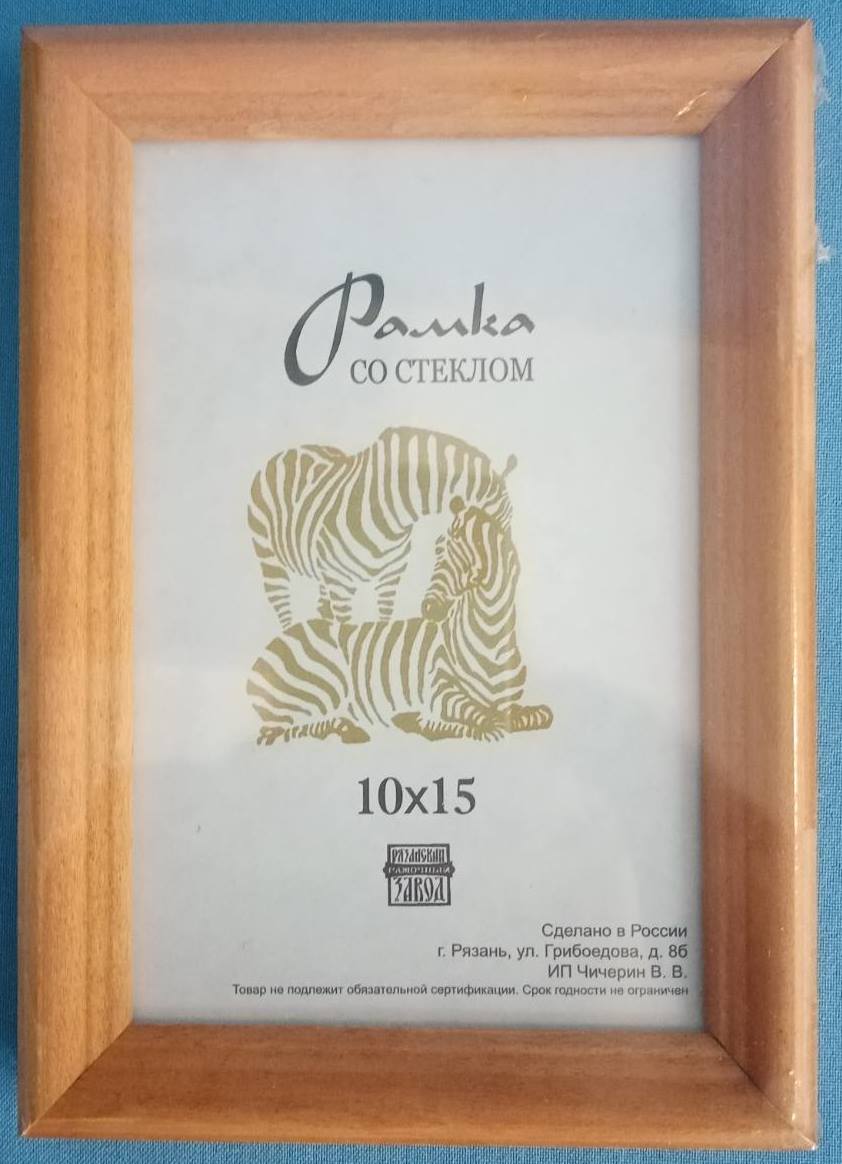 Рамка
СО СТЕКЛОМ
10х15
РЯЗАНСКИЙ
РАМОЧНЫЙ
ЗАВОД
Сделано в России
г. Рязань, ул. Грибоедова, д. 8б
ИП Чичерин В. В.
Товар не подлежит обязательной сертификации. Срок годности не ограничен